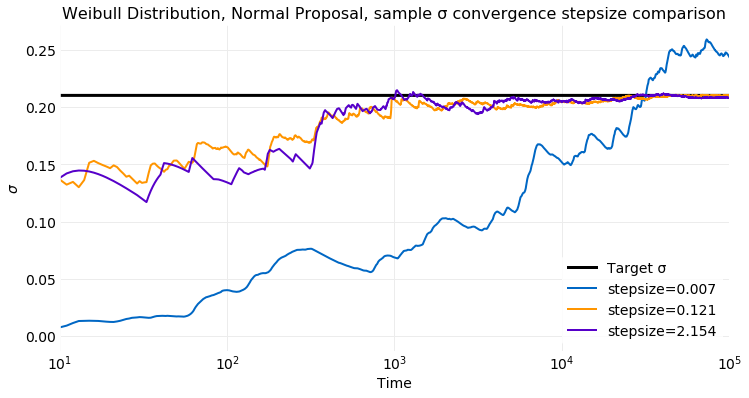 Weibull Distribution, Normal Proposal, sample σ convergence stepsize comparison
0.25
0.20
0.15
0.10
0.05
0.00
σ
Target σ
stepsize=0.007
stepsize=0.121
stepsize=2.154
10¹ 10² 10³ 10⁴ 10⁵
Time